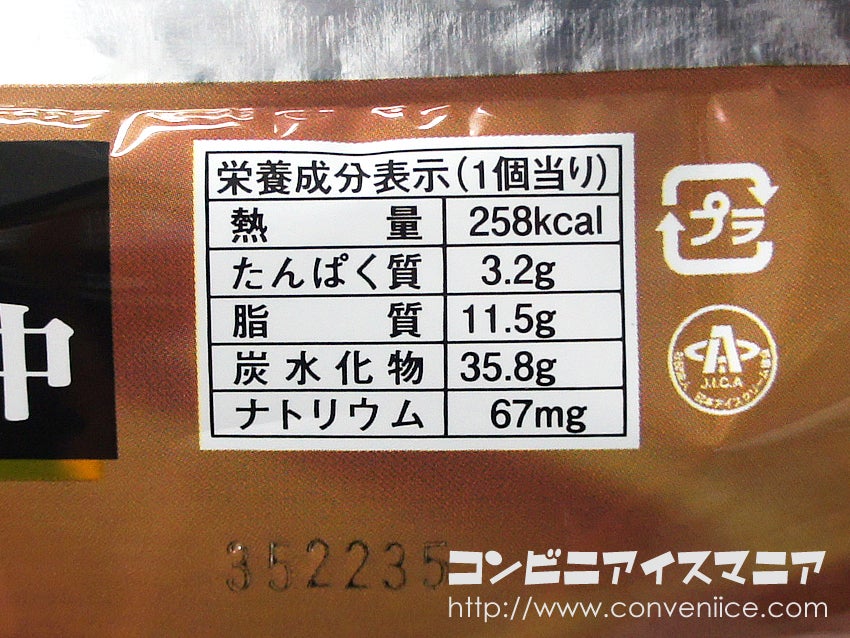 栄養成分表示(1個当り)
熱量 258kcal
たんぱく質 3.2g
脂質 11.5g
炭水化物 35.8g
ナトリウム 67mg
プラ
A
J.I.C.A
中
352235
コンビニアイスマニア
http://www.conveniice.com